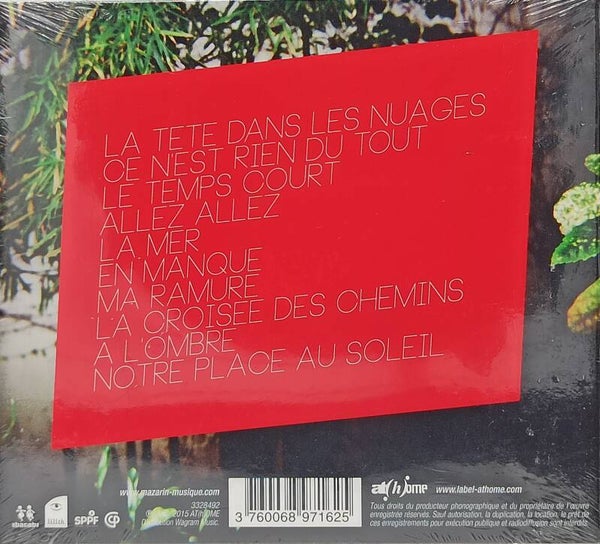 LA TETE DANS LES NUAGES
CE N'EST RIEN DU TOUT
LE TEMPS COURT
ALLEZ ALLEZ
LA MER
EN MANQUE
MA RAMURE
LA CROISEE DES CHEMINS
A L'OMBRE
NOTRE PLACE AU SOLEIL
www.mazarin-musique.com
3328492
2015 AT(h)OME
Distribution Wagram Music.
SPPF
3 760068 971625
at(h)ome
www.label-athome.com
Tous droits du producteur phonographique et du propriétaire de l'œuvre
enregistrée réservés. Sauf autorisation, la duplication, la location, le prêt de
ces enregistrements pour exécution publique et radiodiffusion sont interdits